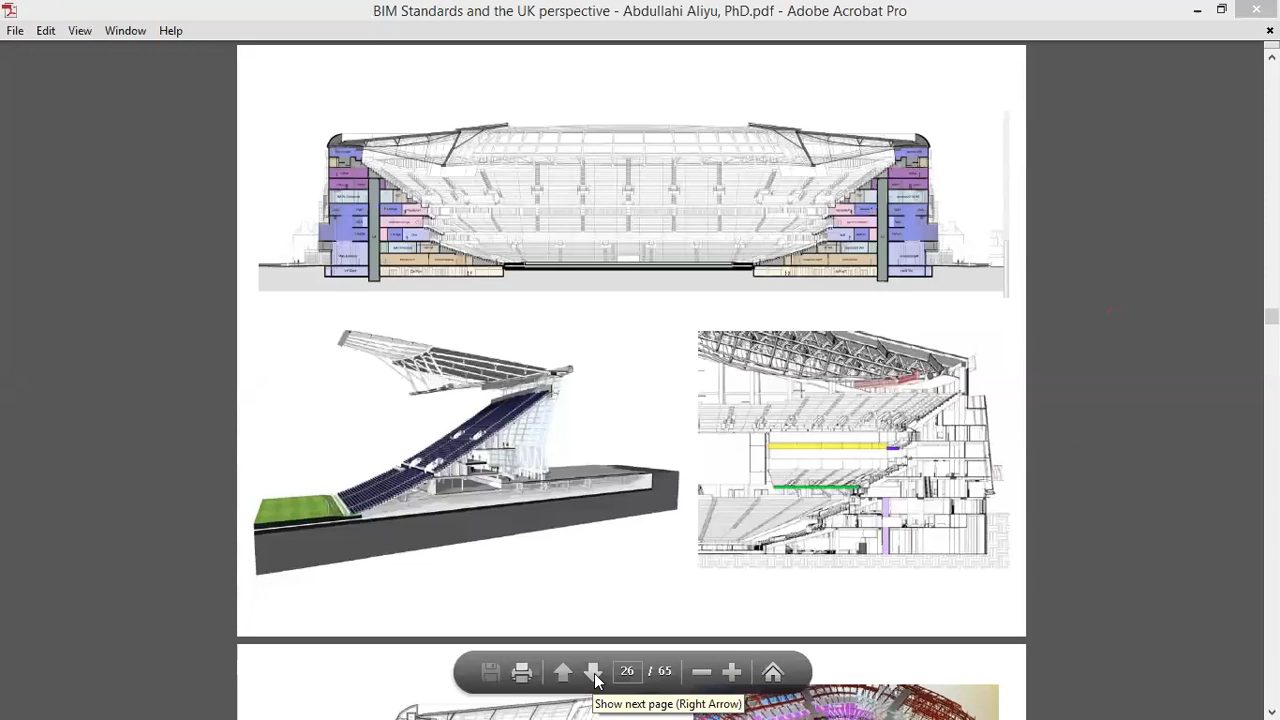 BIM Standards and the UK perspective - Abdullahi Aliyu, PhD.pdf - Adobe Acrobat Pro
File Edit View Window Help
26 / 65
Show next page (Right Arrow)